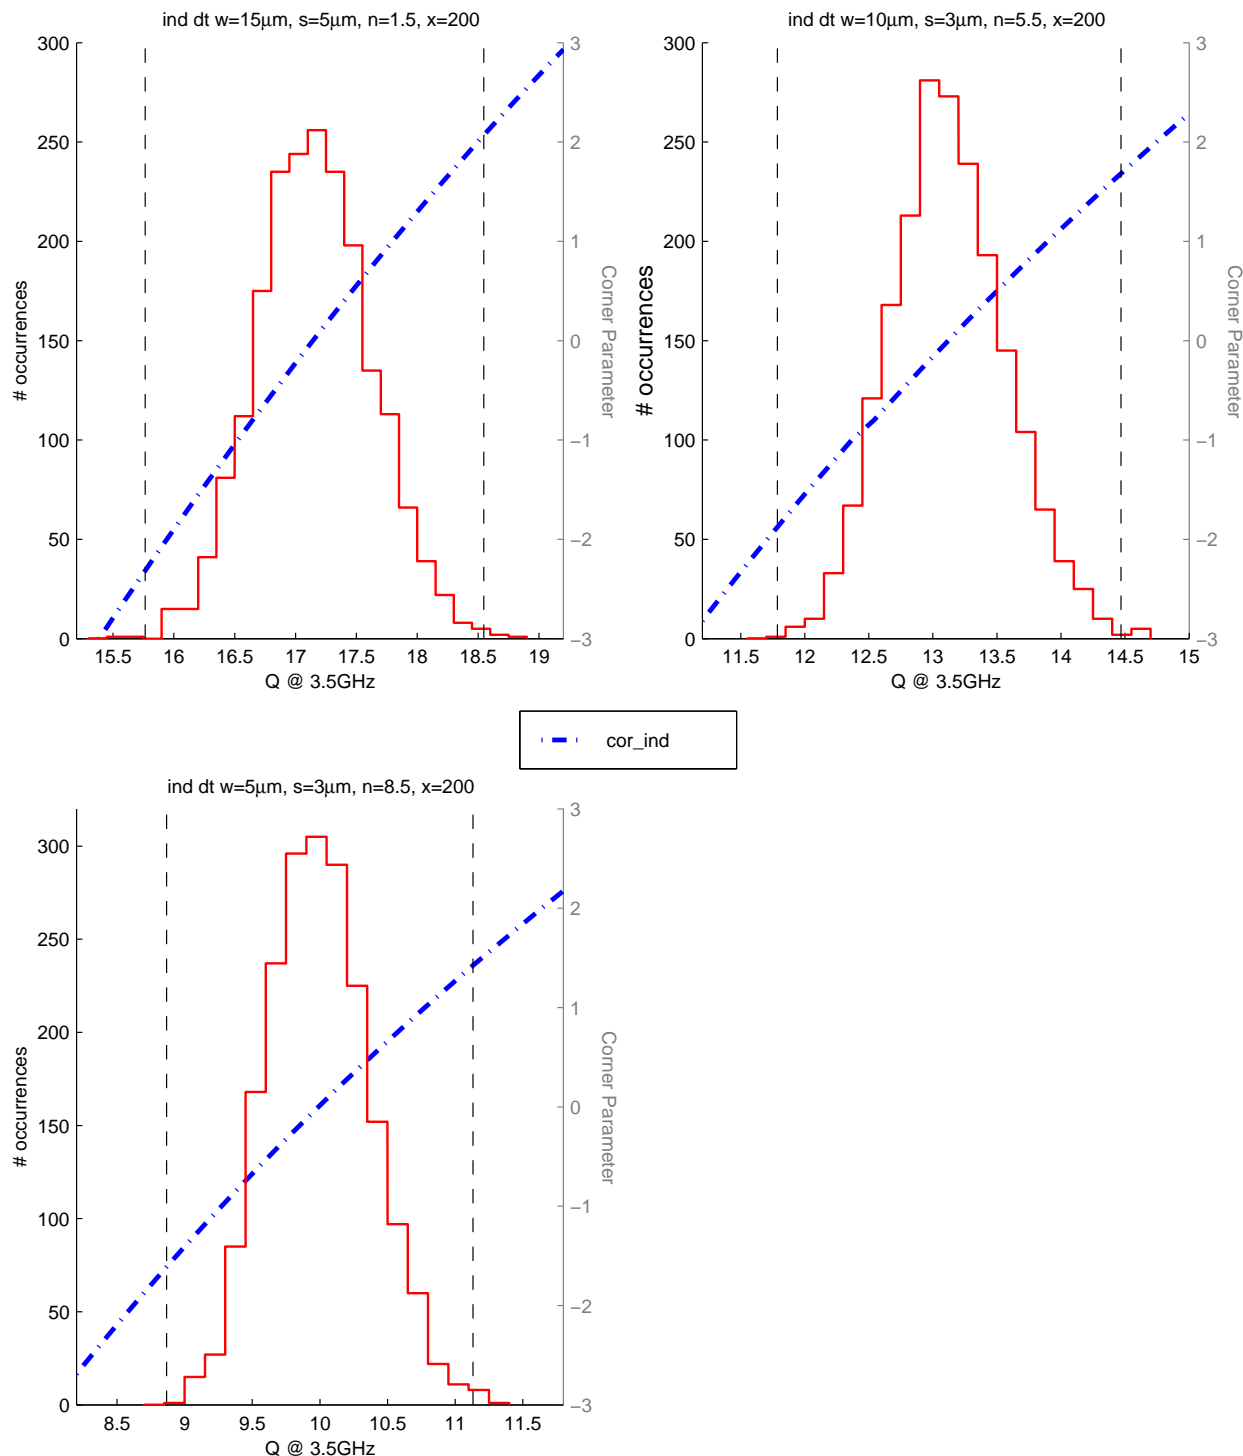 ind dt w=15μm, s=5μm, n=1.5, x=200
300
250
200
150
100
50
0
# occurrences
3
2
1
0
−1
−2
−3
Corner Parameter
15.5 16 16.5 17 17.5 18 18.5 19
Q @ 3.5GHz
ind dt w=10μm, s=3μm, n=5.5, x=200
300
250
200
150
100
50
0
# occurrences
3
2
1
0
−1
−2
−3
Corner Parameter
11.5 12 12.5 13 13.5 14 14.5 15
Q @ 3.5GHz
cor_ind
ind dt w=5μm, s=3μm, n=8.5, x=200
300
250
200
150
100
50
0
# occurrences
3
2
1
0
−1
−2
−3
Corner Parameter
8.5 9 9.5 10 10.5 11 11.5
Q @ 3.5GHz